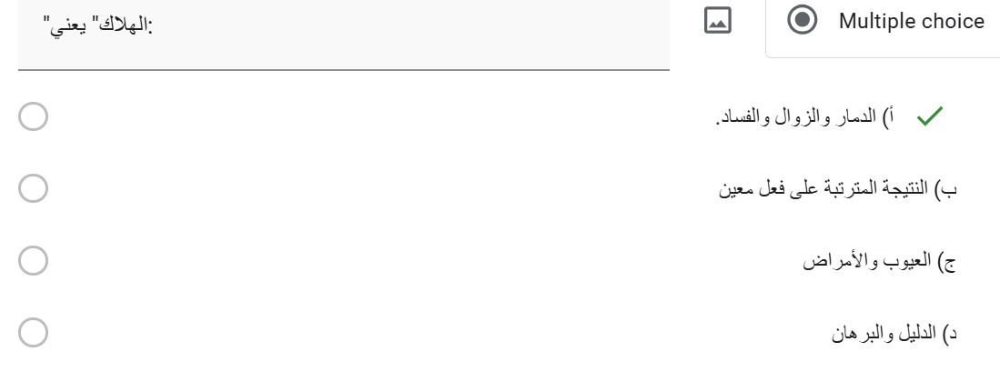 "الهلاك" يعني:
Multiple choice
أ) الدمار والزوال والفساد.
ب) النتيجة المترتبة على فعل معين
ج) العيوب والأمراض
د) الدليل والبرهان